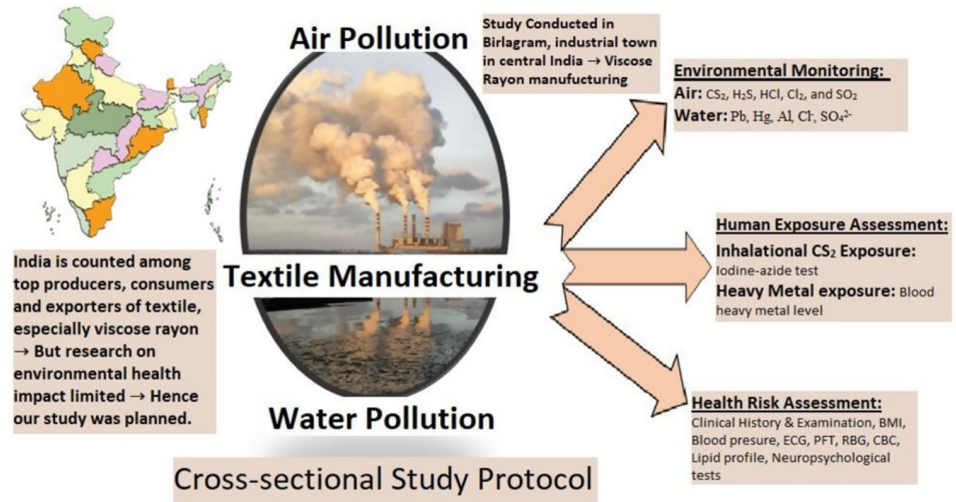 Air Pollution
Study Conducted in
Birlagram, industrial town
in central India → Viscose
Rayon manufucturing
Environmental Monitoring:
Air: CS₂, H₂S, HCl, Cl₂, and SO₂
Water: Pb, Hg, Al, Cl⁻, SO₄²⁻
India is counted among
top producers, consumers
and exporters of textile,
especially viscose rayon
→ But research on
environmental health
impact limited → Hence
our study was planned.
Textile Manufacturing
Human Exposure Assessment:
Inhalational CS₂ Exposure:
Iodine-azide test
Heavy Metal exposure: Blood
heavy metal level
Water Pollution
Health Risk Assessment:
Clinical History & Examination, BMI,
Blood presure, ECG, PFT, RBG, CBC,
Lipid profile, Neuropsychological
tests
Cross-sectional Study Protocol